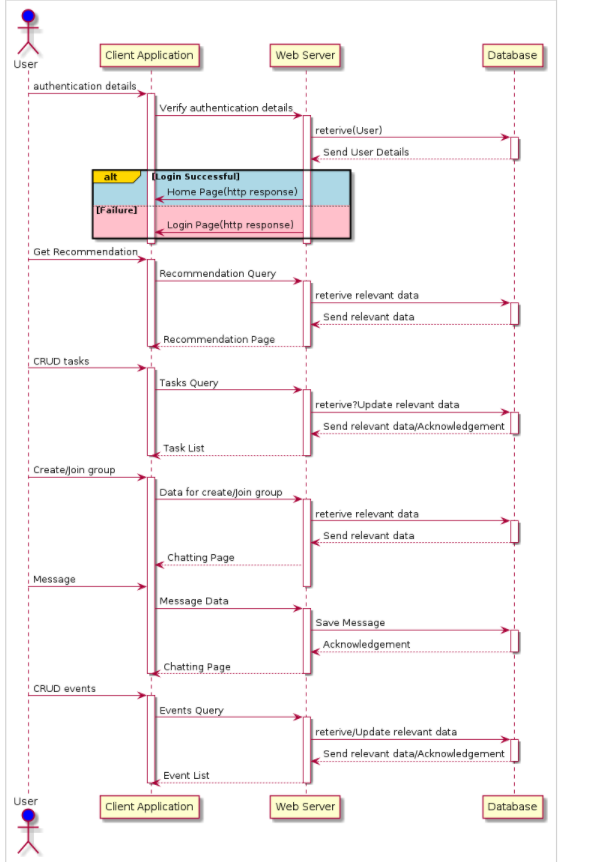 User
Client Application
Web Server
Database
authentication details
Verify authentication details
reterive(User)
Send User Details
alt
[Login Successful]
Home Page(http response)
[Failure]
Login Page(http response)
Get Recommendation
Recommendation Query
reterive relevant data
Send relevant data
Recommendation Page
CRUD tasks
Tasks Query
reterive?Update relevant data
Send relevant data/Acknowledgement
Task List
Create/Join group
Data for create/Join group
reterive relevant data
Send relevant data
Chatting Page
Message
Message Data
Save Message
Acknowledgement
Chatting Page
CRUD events
Events Query
reterive/Update relevant data
Send relevant data/Acknowledgement
Event List
User
Client Application
Web Server
Database